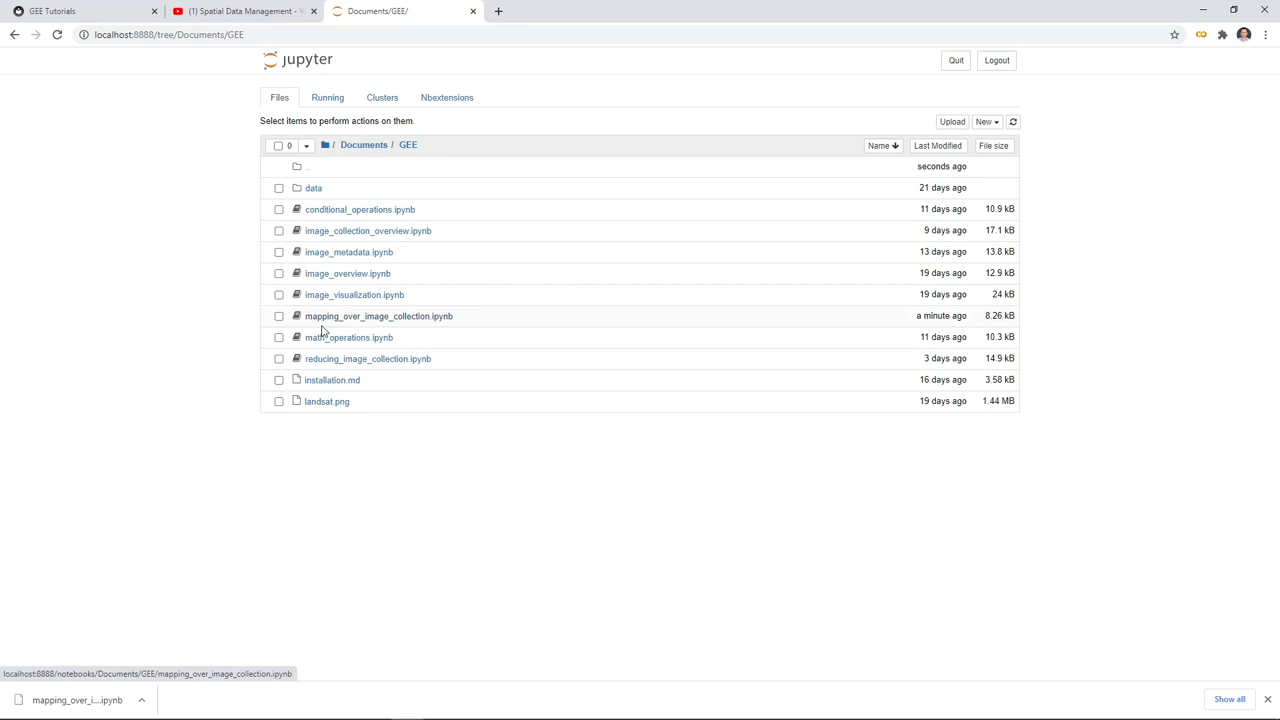 GEE Tutorials
(1) Spatial Data Management -
Documents/GEE/
localhost:8888/tree/Documents/GEE
jupyter
Quit
Logout
Files
Running
Clusters
Nbextensions
Select items to perform actions on them.
Upload
New
0
/ Documents / GEE
Name
Last Modified
File size
..
seconds ago
data
21 days ago
conditional_operations.ipynb
11 days ago
10.9 kB
image_collection_overview.ipynb
9 days ago
17.1 kB
image_metadata.ipynb
13 days ago
13.8 kB
image_overview.ipynb
19 days ago
12.9 kB
image_visualization.ipynb
19 days ago
24 kB
mapping_over_image_collection.ipynb
a minute ago
8.26 kB
math_operations.ipynb
11 days ago
10.3 kB
reducing_image_collection.ipynb
3 days ago
14.9 kB
installation.md
16 days ago
3.58 kB
landsat.png
19 days ago
1.44 MB
localhost:8888/notebooks/Documents/GEE/mapping_over_image_collection.ipynb
mapping_over_i....ipynb
Show all